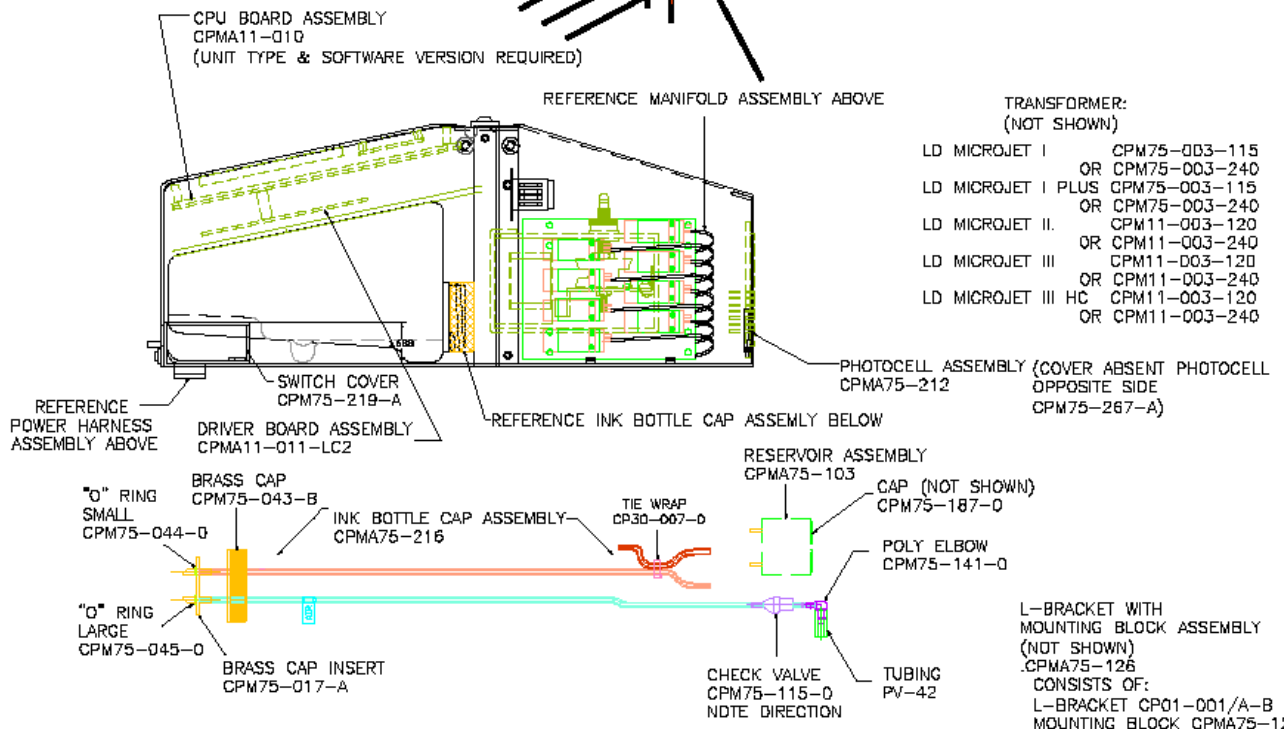 CPU BOARD ASSEMBLY
CPMA11-010
(UNIT TYPE & SOFTWARE VERSION REQUIRED)
REFERENCE MANIFOLD ASSEMBLY ABOVE
TRANSFORMER:
(NOT SHOWN)
LD MICROJET I CPM75-003-115
OR CPM75-003-240
LD MICROJET I PLUS CPM75-003-115
OR CPM75-003-240
LD MICROJET II. CPM11-003-120
OR CPM11-003-240
LD MICROJET III CPM11-003-120
OR CPM11-003-240
LD MICROJET III HC CPM11-003-120
OR CPM11-003-240
PHOTOCELL ASSEMBLY
CPMA75-212
(COVER ABSENT PHOTOCELL
OPPOSITE SIDE
CPM75-267-A)
SWITCH COVER
CPM75-219-A
REFERENCE
POWER HARNESS
ASSEMBLY ABOVE
DRIVER BOARD ASSEMBLY
CPMA11-011-LC2
REFERENCE INK BOTTLE CAP ASSEMLY BELOW
RESERVOIR ASSEMBLY
CPMA75-103
CAP (NOT SHOWN)
CPM75-187-0
BRASS CAP
CPM75-043-B
"O" RING
SMALL
CPM75-044-0
INK BOTTLE CAP ASSEMBLY
CPMA75-216
TIE WRAP
CP30-007-0
POLY ELBOW
CPM75-141-0
"O" RING
LARGE
CPM75-045-0
BRASS CAP INSERT
CPM75-017-A
CHECK VALVE
CPM75-115-0
NOTE DIRECTION
TUBING
PV-42
L-BRACKET WITH
MOUNTING BLOCK ASSEMBLY
(NOT SHOWN)
.CPMA75-126
CONSISTS OF:
L-BRACKET CP01-001/A-B
MOUNTING BLOCK